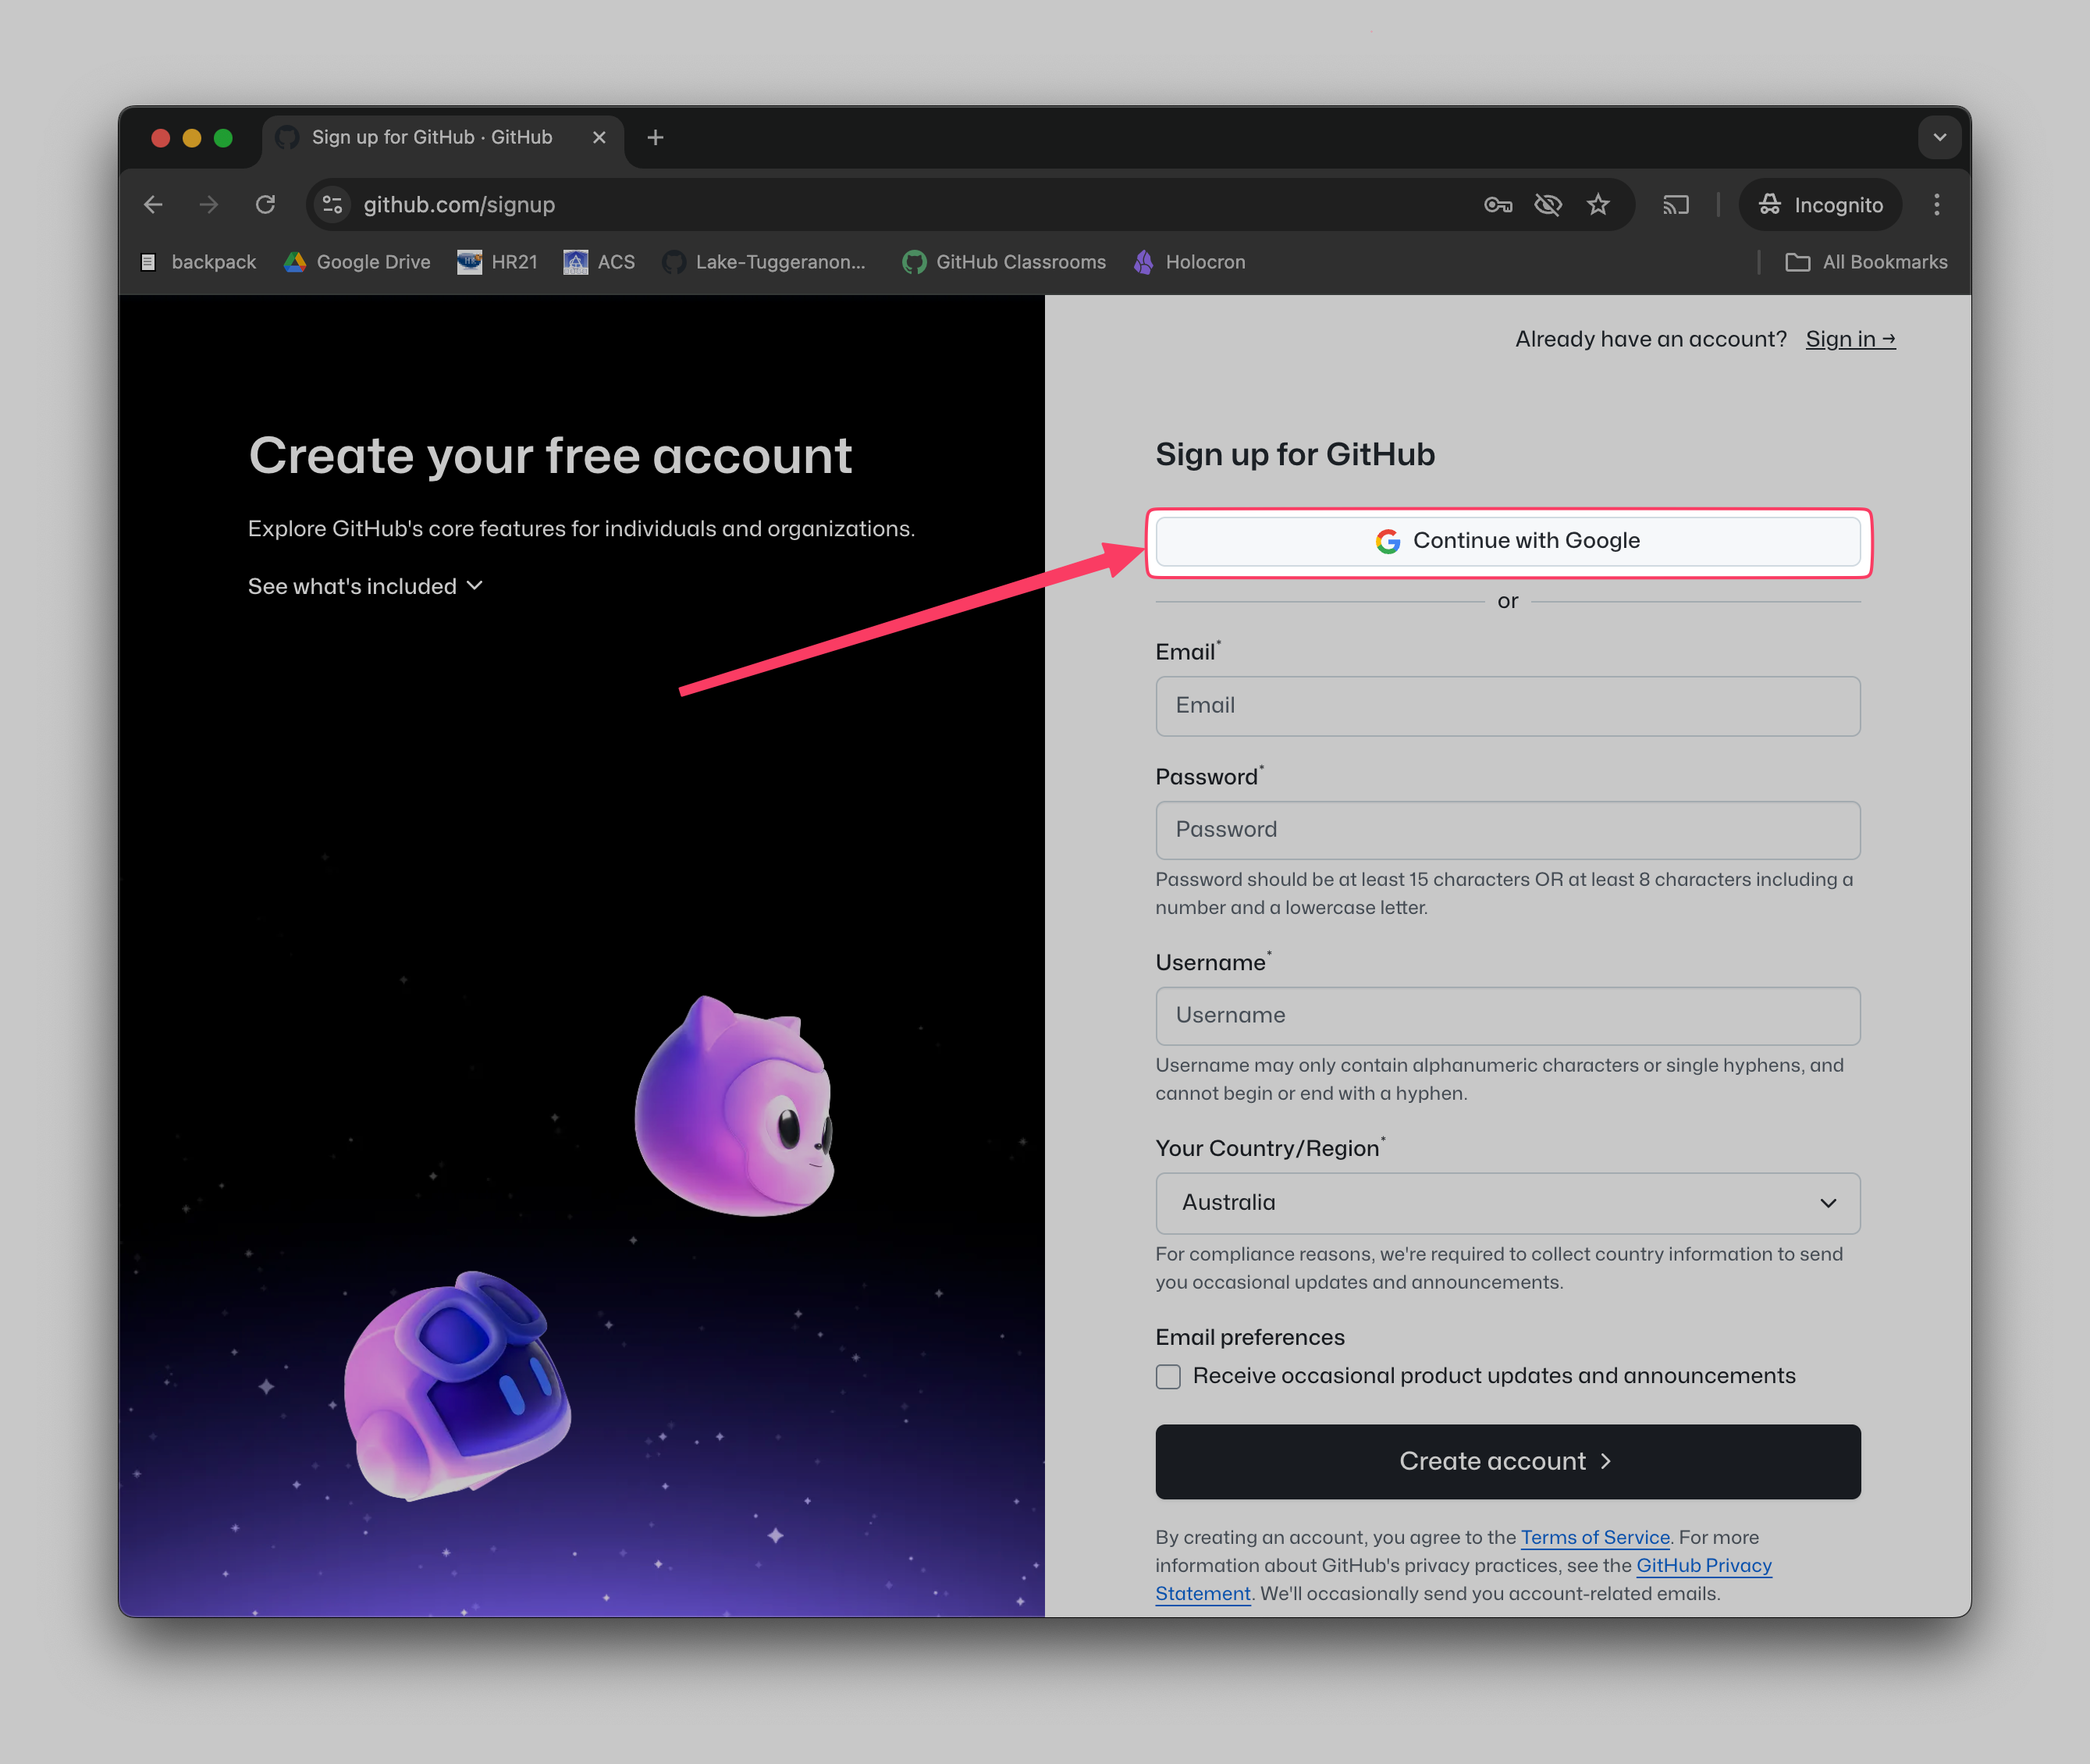 Sign up for GitHub · GitHub
github.com/signup
Incognito
backpack
Google Drive
HR21
ACS
Lake-Tuggeranon...
GitHub Classrooms
Holocron
All Bookmarks
Create your free account
Explore GitHub's core features for individuals and organizations.
See what's included
Already have an account? Sign in →
Sign up for GitHub
Continue with Google
or
Email*
Email
Password*
Password
Password should be at least 15 characters OR at least 8 characters including a
number and a lowercase letter.
Username*
Username
Username may only contain alphanumeric characters or single hyphens, and
cannot begin or end with a hyphen.
Your Country/Region*
Australia
For compliance reasons, we're required to collect country information to send
you occasional updates and announcements.
Email preferences
Receive occasional product updates and announcements
Create account
By creating an account, you agree to the Terms of Service. For more
information about GitHub's privacy practices, see the GitHub Privacy
Statement. We'll occasionally send you account-related emails.